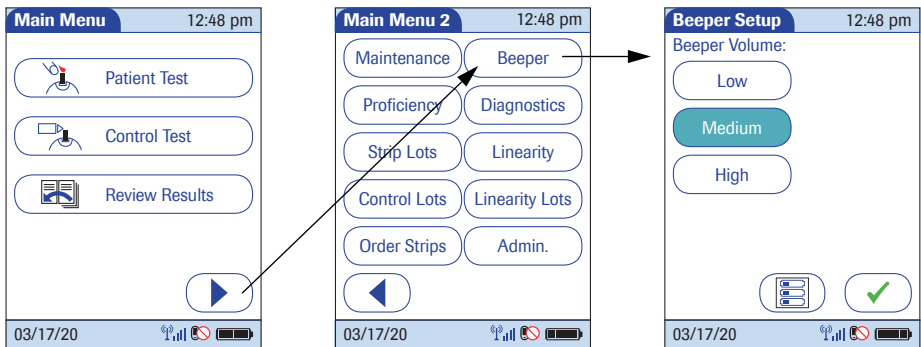 Main Menu 12:48 pm
Patient Test
Control Test
Review Results
03/17/20
Main Menu 2 12:48 pm
Maintenance Beeper
Proficiency Diagnostics
Strip Lots Linearity
Control Lots Linearity Lots
Order Strips Admin.
03/17/20
Beeper Setup 12:48 pm
Beeper Volume:
Low
Medium
High
03/17/20